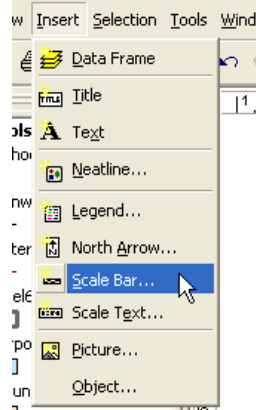 w Insert Selection Tools Wind
Data Frame
Title
Text
Neatline...
Legend...
North Arrow...
Scale Bar...
Scale Text...
Picture...
Object...